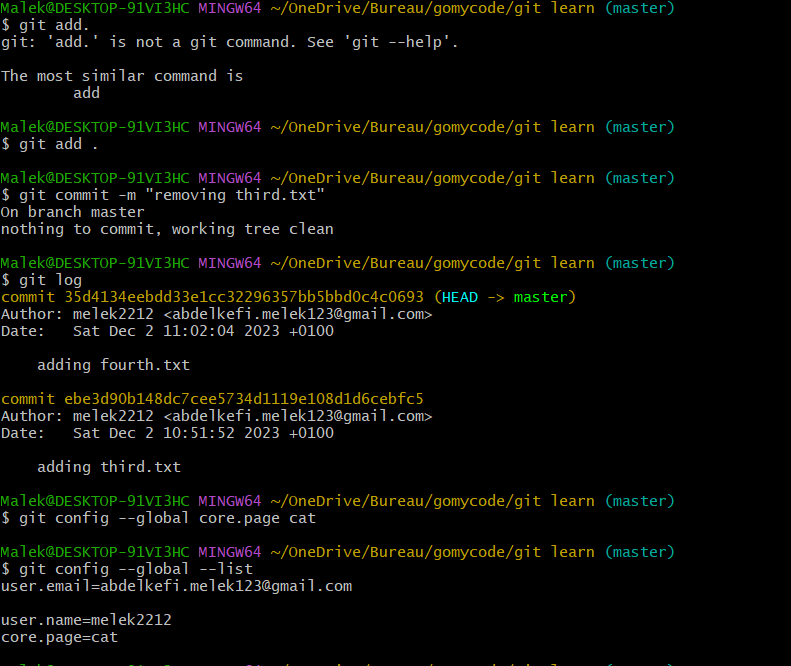 Malek@DESKTOP-91VI3HC MINGW64 ~/OneDrive/Bureau/gomycode/git learn (master)
$ git add.
git: 'add.' is not a git command. See 'git --help'.
The most similar command is
add
Malek@DESKTOP-91VI3HC MINGW64 ~/OneDrive/Bureau/gomycode/git learn (master)
$ git add .
Malek@DESKTOP-91VI3HC MINGW64 ~/OneDrive/Bureau/gomycode/git learn (master)
$ git commit -m "removing third.txt"
On branch master
nothing to commit, working tree clean
Malek@DESKTOP-91VI3HC MINGW64 ~/OneDrive/Bureau/gomycode/git learn (master)
$ git log
commit 35d4134eebdd33e1cc32296357bb5bbd0c4c0693 (HEAD -> master)
Author: melek2212 <abdelkefi.melek123@gmail.com>
Date:   Sat Dec 2 11:02:04 2023 +0100
adding fourth.txt
commit ebe3d90b148dc7cee5734d1119e108d1d6cebfc5
Author: melek2212 <abdelkefi.melek123@gmail.com>
Date:   Sat Dec 2 10:51:52 2023 +0100
adding third.txt
Malek@DESKTOP-91VI3HC MINGW64 ~/OneDrive/Bureau/gomycode/git learn (master)
$ git config --global core.page cat
Malek@DESKTOP-91VI3HC MINGW64 ~/OneDrive/Bureau/gomycode/git learn (master)
$ git config --global --list
user.email=abdelkefi.melek123@gmail.com
user.name=melek2212
core.page=cat